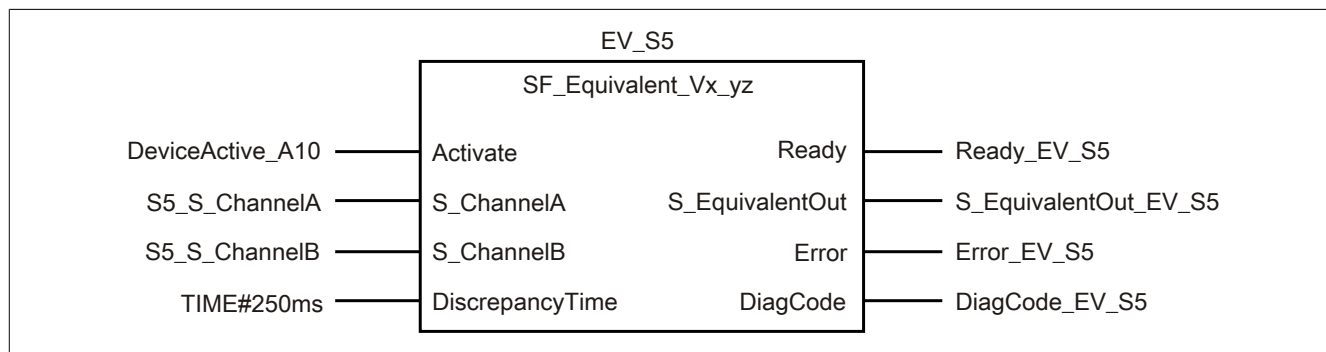 EV_S5
SF_Equivalent_Vx_yz
DeviceActive_A10 Activate Ready Ready_EV_S5
S5_S_ChannelA S_ChannelA S_EquivalentOut S_EquivalentOut_EV_S5
S5_S_ChannelB S_ChannelB Error Error_EV_S5
TIME#250ms DiscrepancyTime DiagCode DiagCode_EV_S5